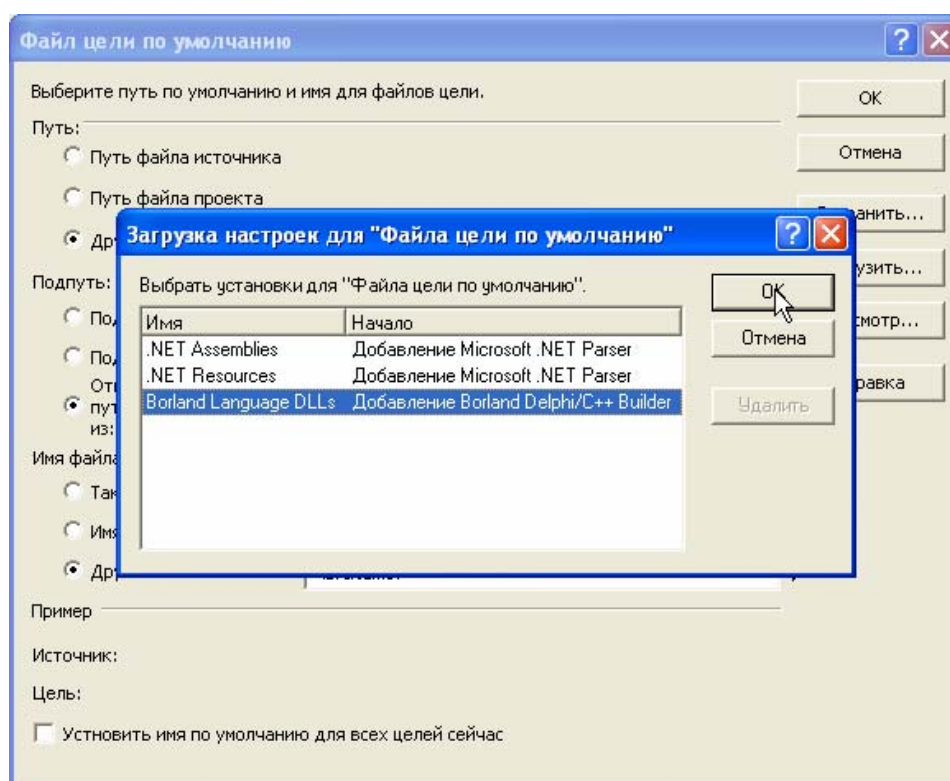 Файл цели по умолчанию
Выберите путь по умолчанию и имя для файлов цели.
OK
Путь:
Путь файла источника
Отмена
Путь файла проекта
Загрузка настроек для "Файла цели по умолчанию"
Подпуть:
Выбрать установки для "Файла цели по умолчанию".
OK
Имя Начало
Отмена
.NET Assemblies Добавление Microsoft .NET Parser
.NET Resources Добавление Microsoft .NET Parser
Borland Language DLLs Добавление Borland Delphi/C++ Builder
Удалить
из:
Пример
Источник:
Цель:
Устновить имя по умолчанию для всех целей сейчас